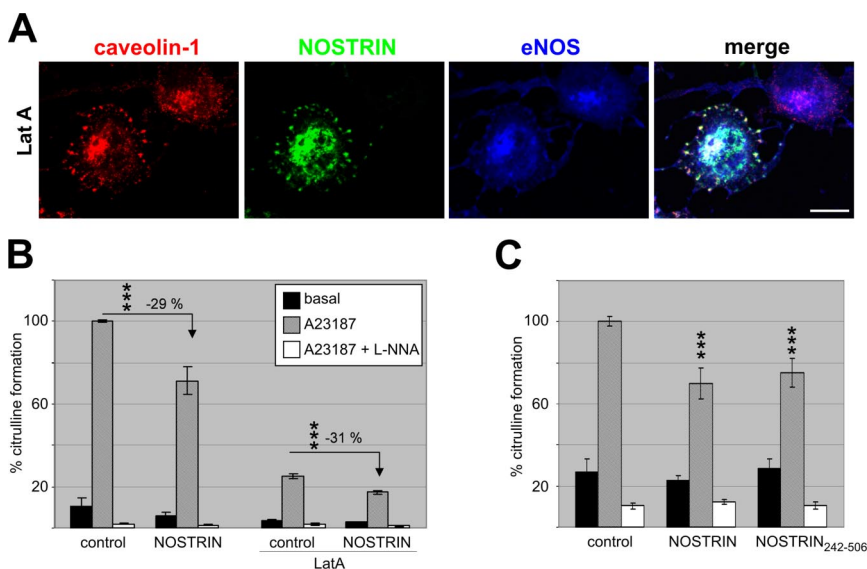 A
caveolin-1 NOSTRIN eNOS merge
Lat A
B
% citrulline formation
100
60
20
*** -29 %
*** -31 %
basal
A23187
A23187 + L-NNA
control NOSTRIN control NOSTRIN
LatA
C
% citrulline formation
100
60
20
***
***
control NOSTRIN NOSTRIN242-506